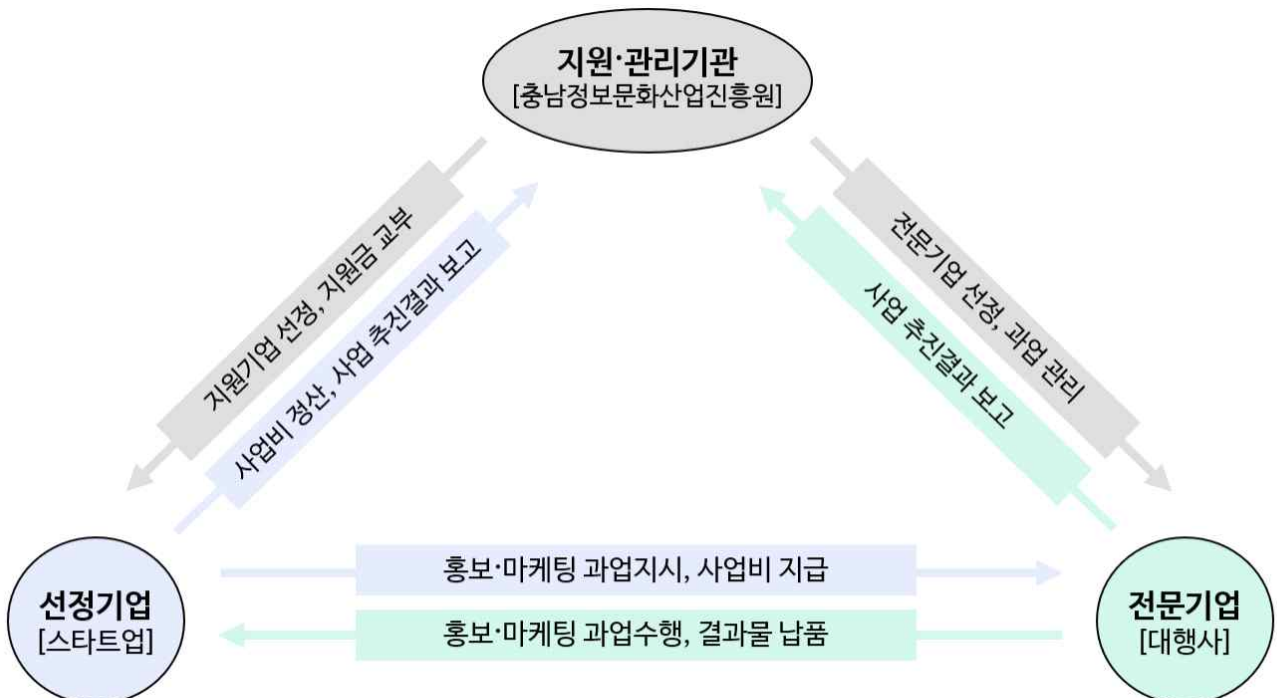 지원·관리기관
[충남정보문화산업진흥원]
지원기업 선정, 지원금 교부
사업비 정산, 사업 추진결과 보고
전문기업 선정, 과업 관리
사업 추진결과 보고
홍보·마케팅 과업지시, 사업비 지급
홍보·마케팅 과업수행, 결과물 납품
선정기업
[스타트업]
전문기업
[대행사]